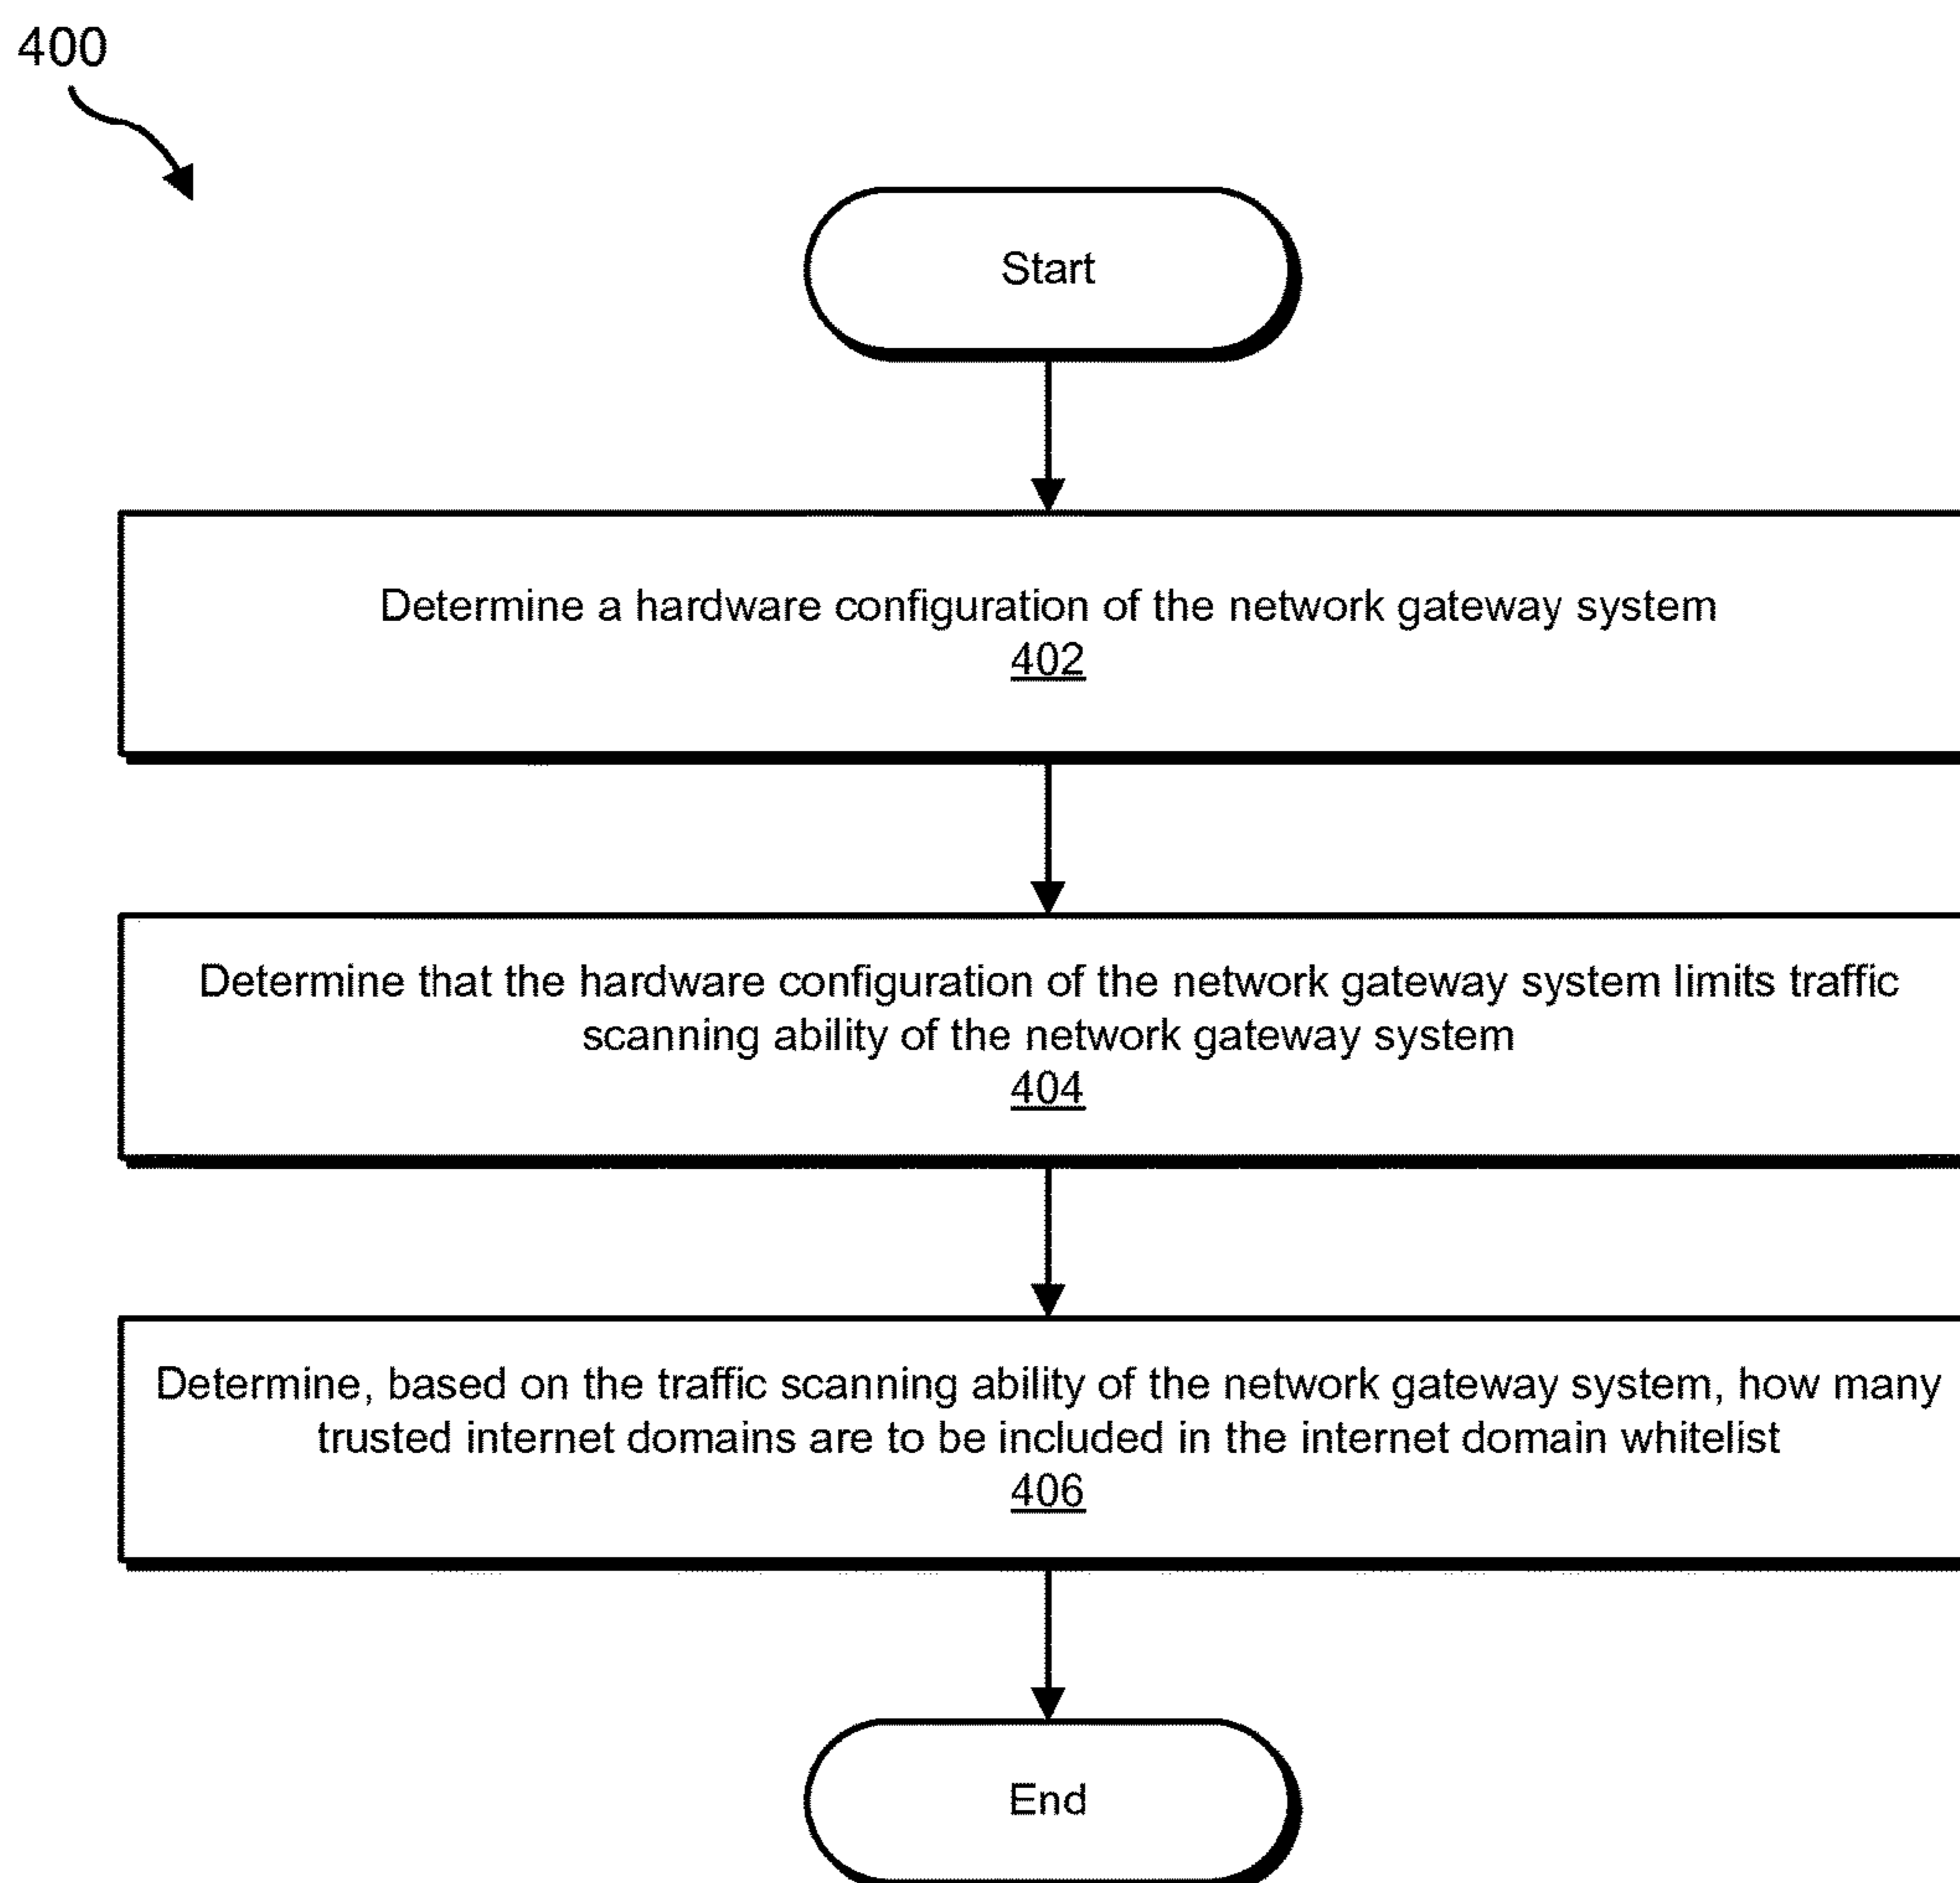 400
Start
Determine a hardware configuration of the network gateway system
402
Determine that the hardware configuration of the network gateway system limits traffic
scanning ability of the network gateway system
404
Determine, based on the traffic scanning ability of the network gateway system, how many
trusted internet domains are to be included in the internet domain whitelist
406
End